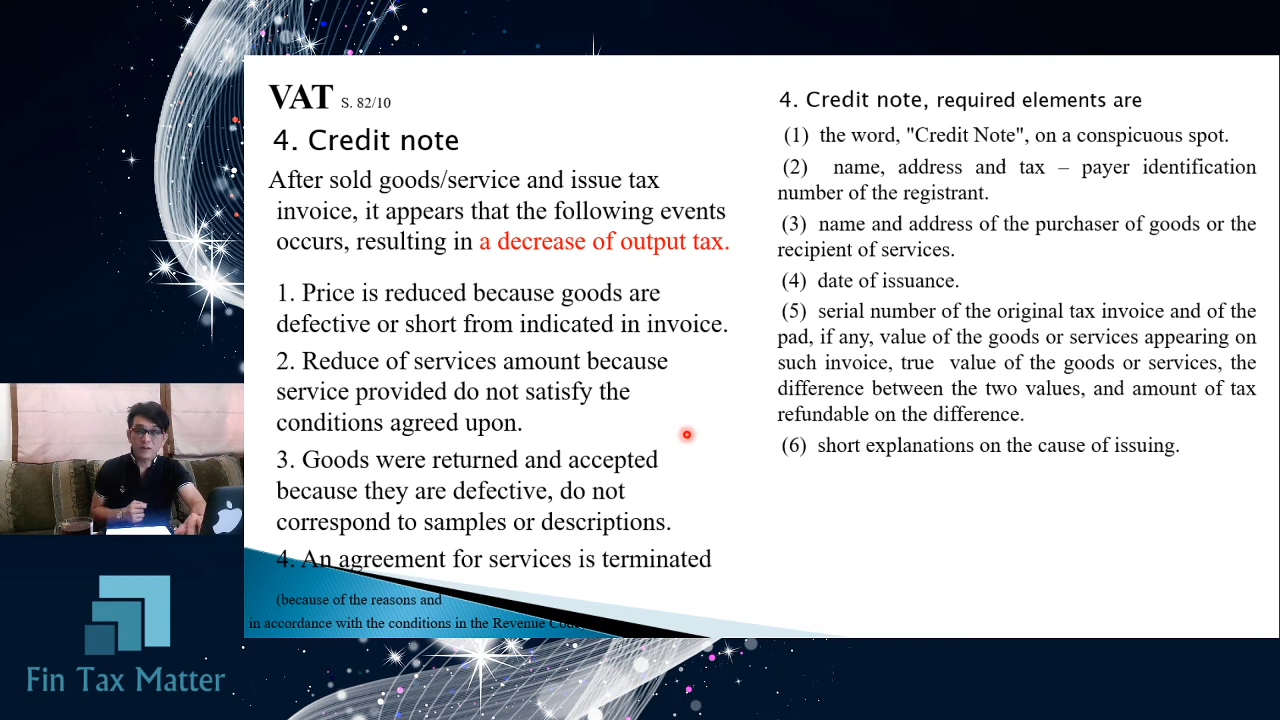 VAT S. 82/10
4. Credit note
After sold goods/service and issue tax
invoice, it appears that the following events
occurs, resulting in a decrease of output tax.
1. Price is reduced because goods are
defective or short from indicated in invoice.
2. Reduce of services amount because
service provided do not satisfy the
conditions agreed upon.
3. Goods were returned and accepted
because they are defective, do not
correspond to samples or descriptions.
4. An agreement for services is terminated
(because of the reasons and
in accordance with the conditions in the Revenue
4. Credit note, required elements are
(1) the word, "Credit Note", on a conspicuous spot.
(2) name, address and tax – payer identification
number of the registrant.
(3) name and address of the purchaser of goods or the
recipient of services.
(4) date of issuance.
(5) serial number of the original tax invoice and of the
pad, if any, value of the goods or services appearing on
such invoice, true value of the goods or services, the
difference between the two values, and amount of tax
refundable on the difference.
(6) short explanations on the cause of issuing.
Fin Tax Matter